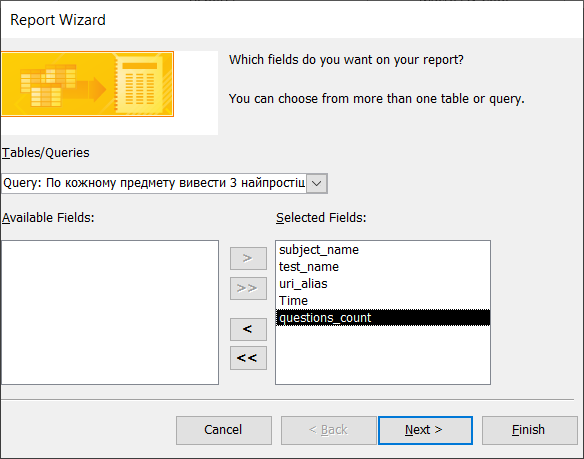 Report Wizard
Which fields do you want on your report?
You can choose from more than one table or query.
Tables/Queries
Query: По кожному предмету вивести 3 найпростіш
Available Fields:
Selected Fields:
subject_name
test_name
uri_alias
Time
questions_count
>
>>
<
<<
Cancel
< Back
Next >
Finish